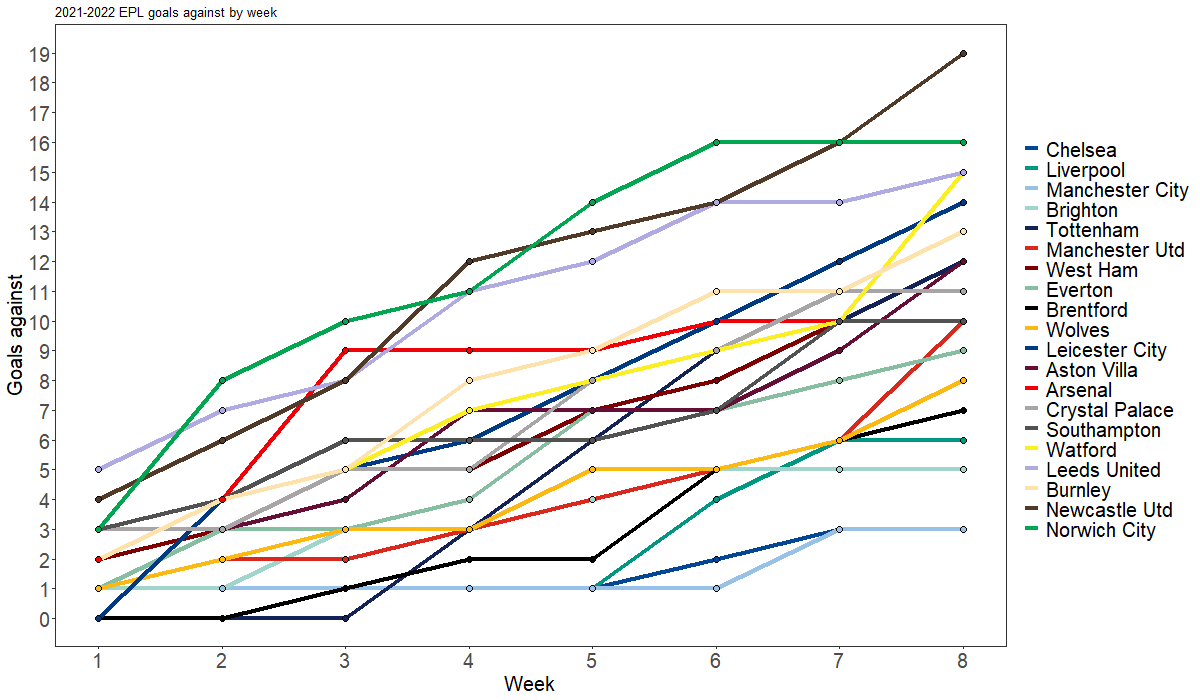 2021-2022 EPL goals against by week
Goals against
19
18
17
16
15
14
13
12
11
10
9
8
7
6
5
4
3
2
1
0
1 2 3 4 5 6 7 8
Week
Chelsea
Liverpool
Manchester City
Brighton
Tottenham
Manchester Utd
West Ham
Everton
Brentford
Wolves
Leicester City
Aston Villa
Arsenal
Crystal Palace
Southampton
Watford
Leeds United
Burnley
Newcastle Utd
Norwich City